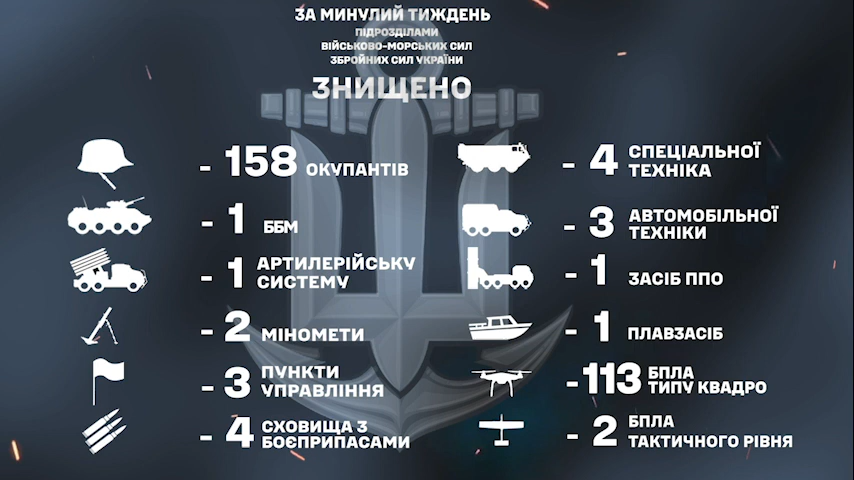 ЗА МИНУЛИЙ ТИЖДЕНЬ
ПІДРОЗДІЛАМИ
ВІЙСЬКОВО-МОРСЬКИХ СИЛ
ЗБРОЙНИХ СИЛ УКРАЇНИ
ЗНИЩЕНО
- 158 ОКУПАНТІВ
- 1 ББМ
- 1 АРТИЛЕРІЙСЬКУ
СИСТЕМУ
- 2 МІНОМЕТИ
- 3 ПУНКТИ
УПРАВЛІННЯ
- 4 СХОВИЩА З
БОЄПРИПАСАМИ
- 4 СПЕЦІАЛЬНОЇ
ТЕХНІКА
- 3 АВТОМОБІЛЬНОЇ
ТЕХНІКИ
- 1 ЗАСІБ ППО
- 1 ПЛАВЗАСІБ
-113 БПЛА
ТИПУ КВАДРО
- 2 БПЛА
ТАКТИЧНОГО РІВНЯ